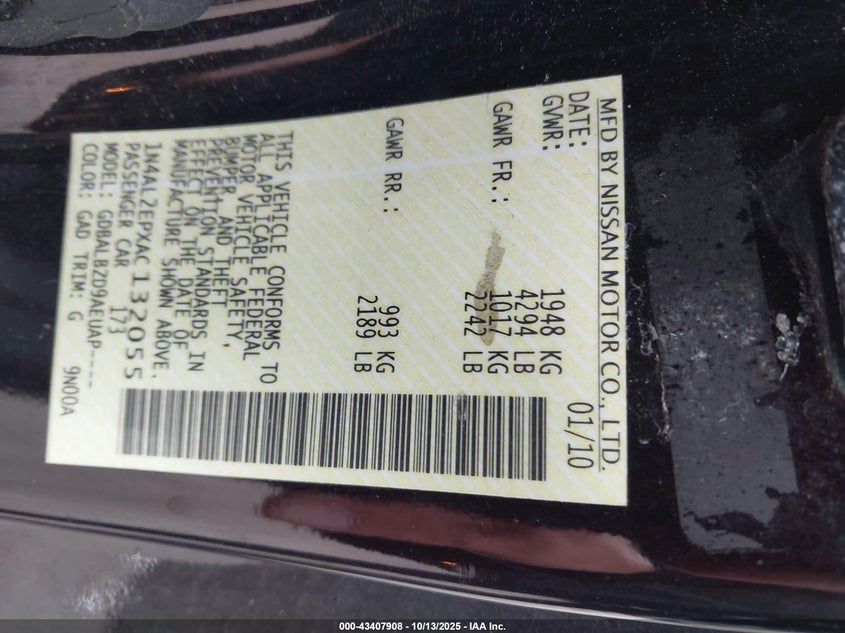 MFD BY NISSAN MOTOR CO., LTD.
DATE: 01/10
GVWR: 1948 KG
4294 LB
GAWR FR.: 1017 KG
2242 LB
GAWR RR.: 993 KG
2189 LB
THIS VEHICLE CONFORMS TO
ALL APPLICABLE FEDERAL
MOTOR VEHICLE SAFETY,
BUMPER AND THEFT
PREVENTION STANDARDS IN
EFFECT ON THE DATE OF
MANUFACTURE SHOWN ABOVE.
1N4AL2EPXAC132055
PASSENGER CAR 173
MODEL: GDBALBZD9AEUAP----
COLOR: GAD TRIM: G 9N00A
000-43407908 - 10/13/2025 - IAA Inc.